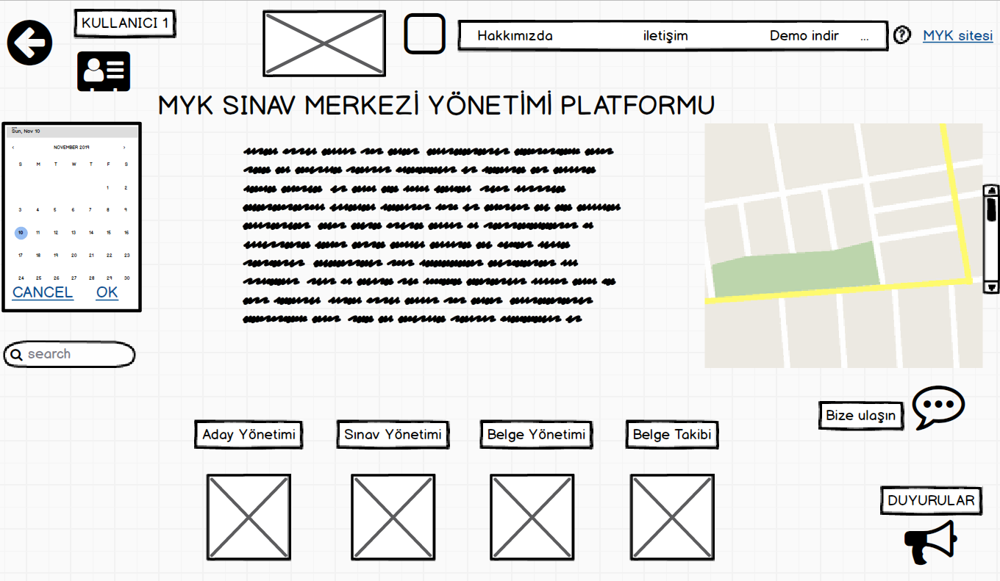 KULLANICI 1
Hakkımızda iletişim Demo indir ...
?
MYK sitesi
MYK SINAV MERKEZİ YÖNETİMİ PLATFORMU
Sun, Nov 10
‹ NOVEMBER 2019 ›
S M T W T F S
1 2
3 4 5 6 7 8 9
10 11 12 13 14 15 16
17 18 19 20 21 22 23
24 25 26 27 28 29 30
CANCEL OK
search
Bize ulaşın
Aday Yönetimi
Sınav Yönetimi
Belge Yönetimi
Belge Takibi
DUYURULAR